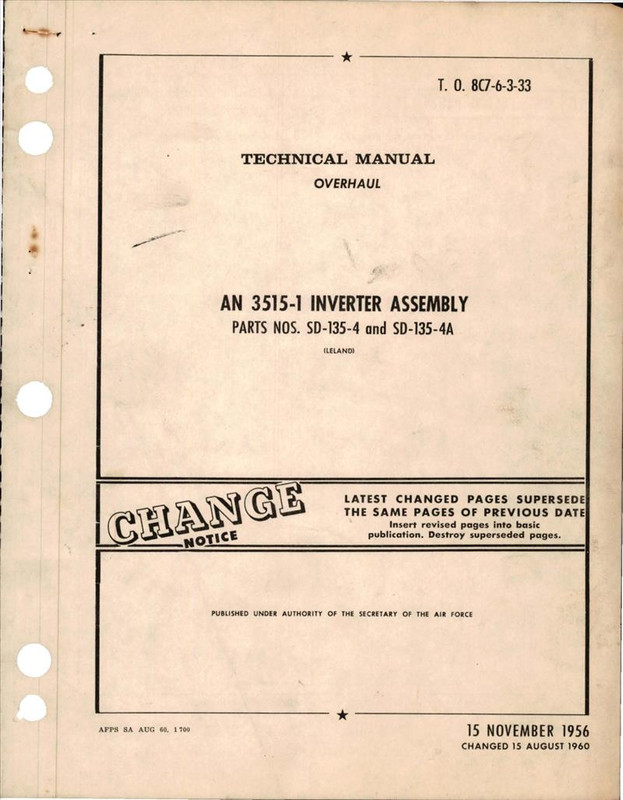 T. O. 8C7-6-3-33
TECHNICAL MANUAL
OVERHAUL
AN 3515-1 INVERTER ASSEMBLY
PARTS NOS. SD-135-4 and SD-135-4A
(LELAND)
CHANGE
NOTICE
LATEST CHANGED PAGES SUPERSEDE
THE SAME PAGES OF PREVIOUS DATE
Insert revised pages into basic
publication. Destroy superseded pages.
PUBLISHED UNDER AUTHORITY OF THE SECRETARY OF THE AIR FORCE
AFPS SA AUG 60, 1700
15 NOVEMBER 1956
CHANGED 15 AUGUST 1960